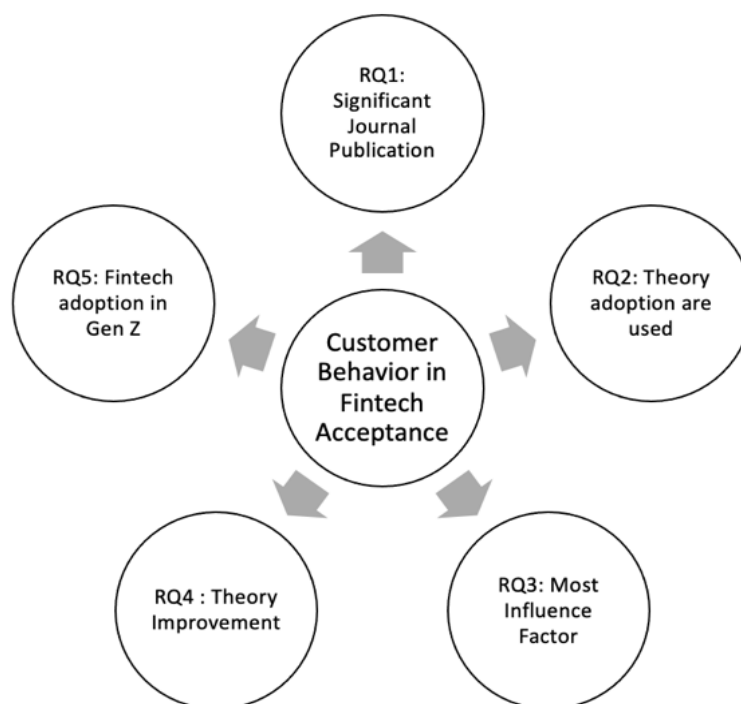 RQ1:
Significant
Journal
Publication
RQ5: Fintech
adoption in
Gen Z
RQ2: Theory
adoption are
used
Customer
Behavior in
Fintech
Acceptance
RQ4 : Theory
Improvement
RQ3: Most
Influence
Factor